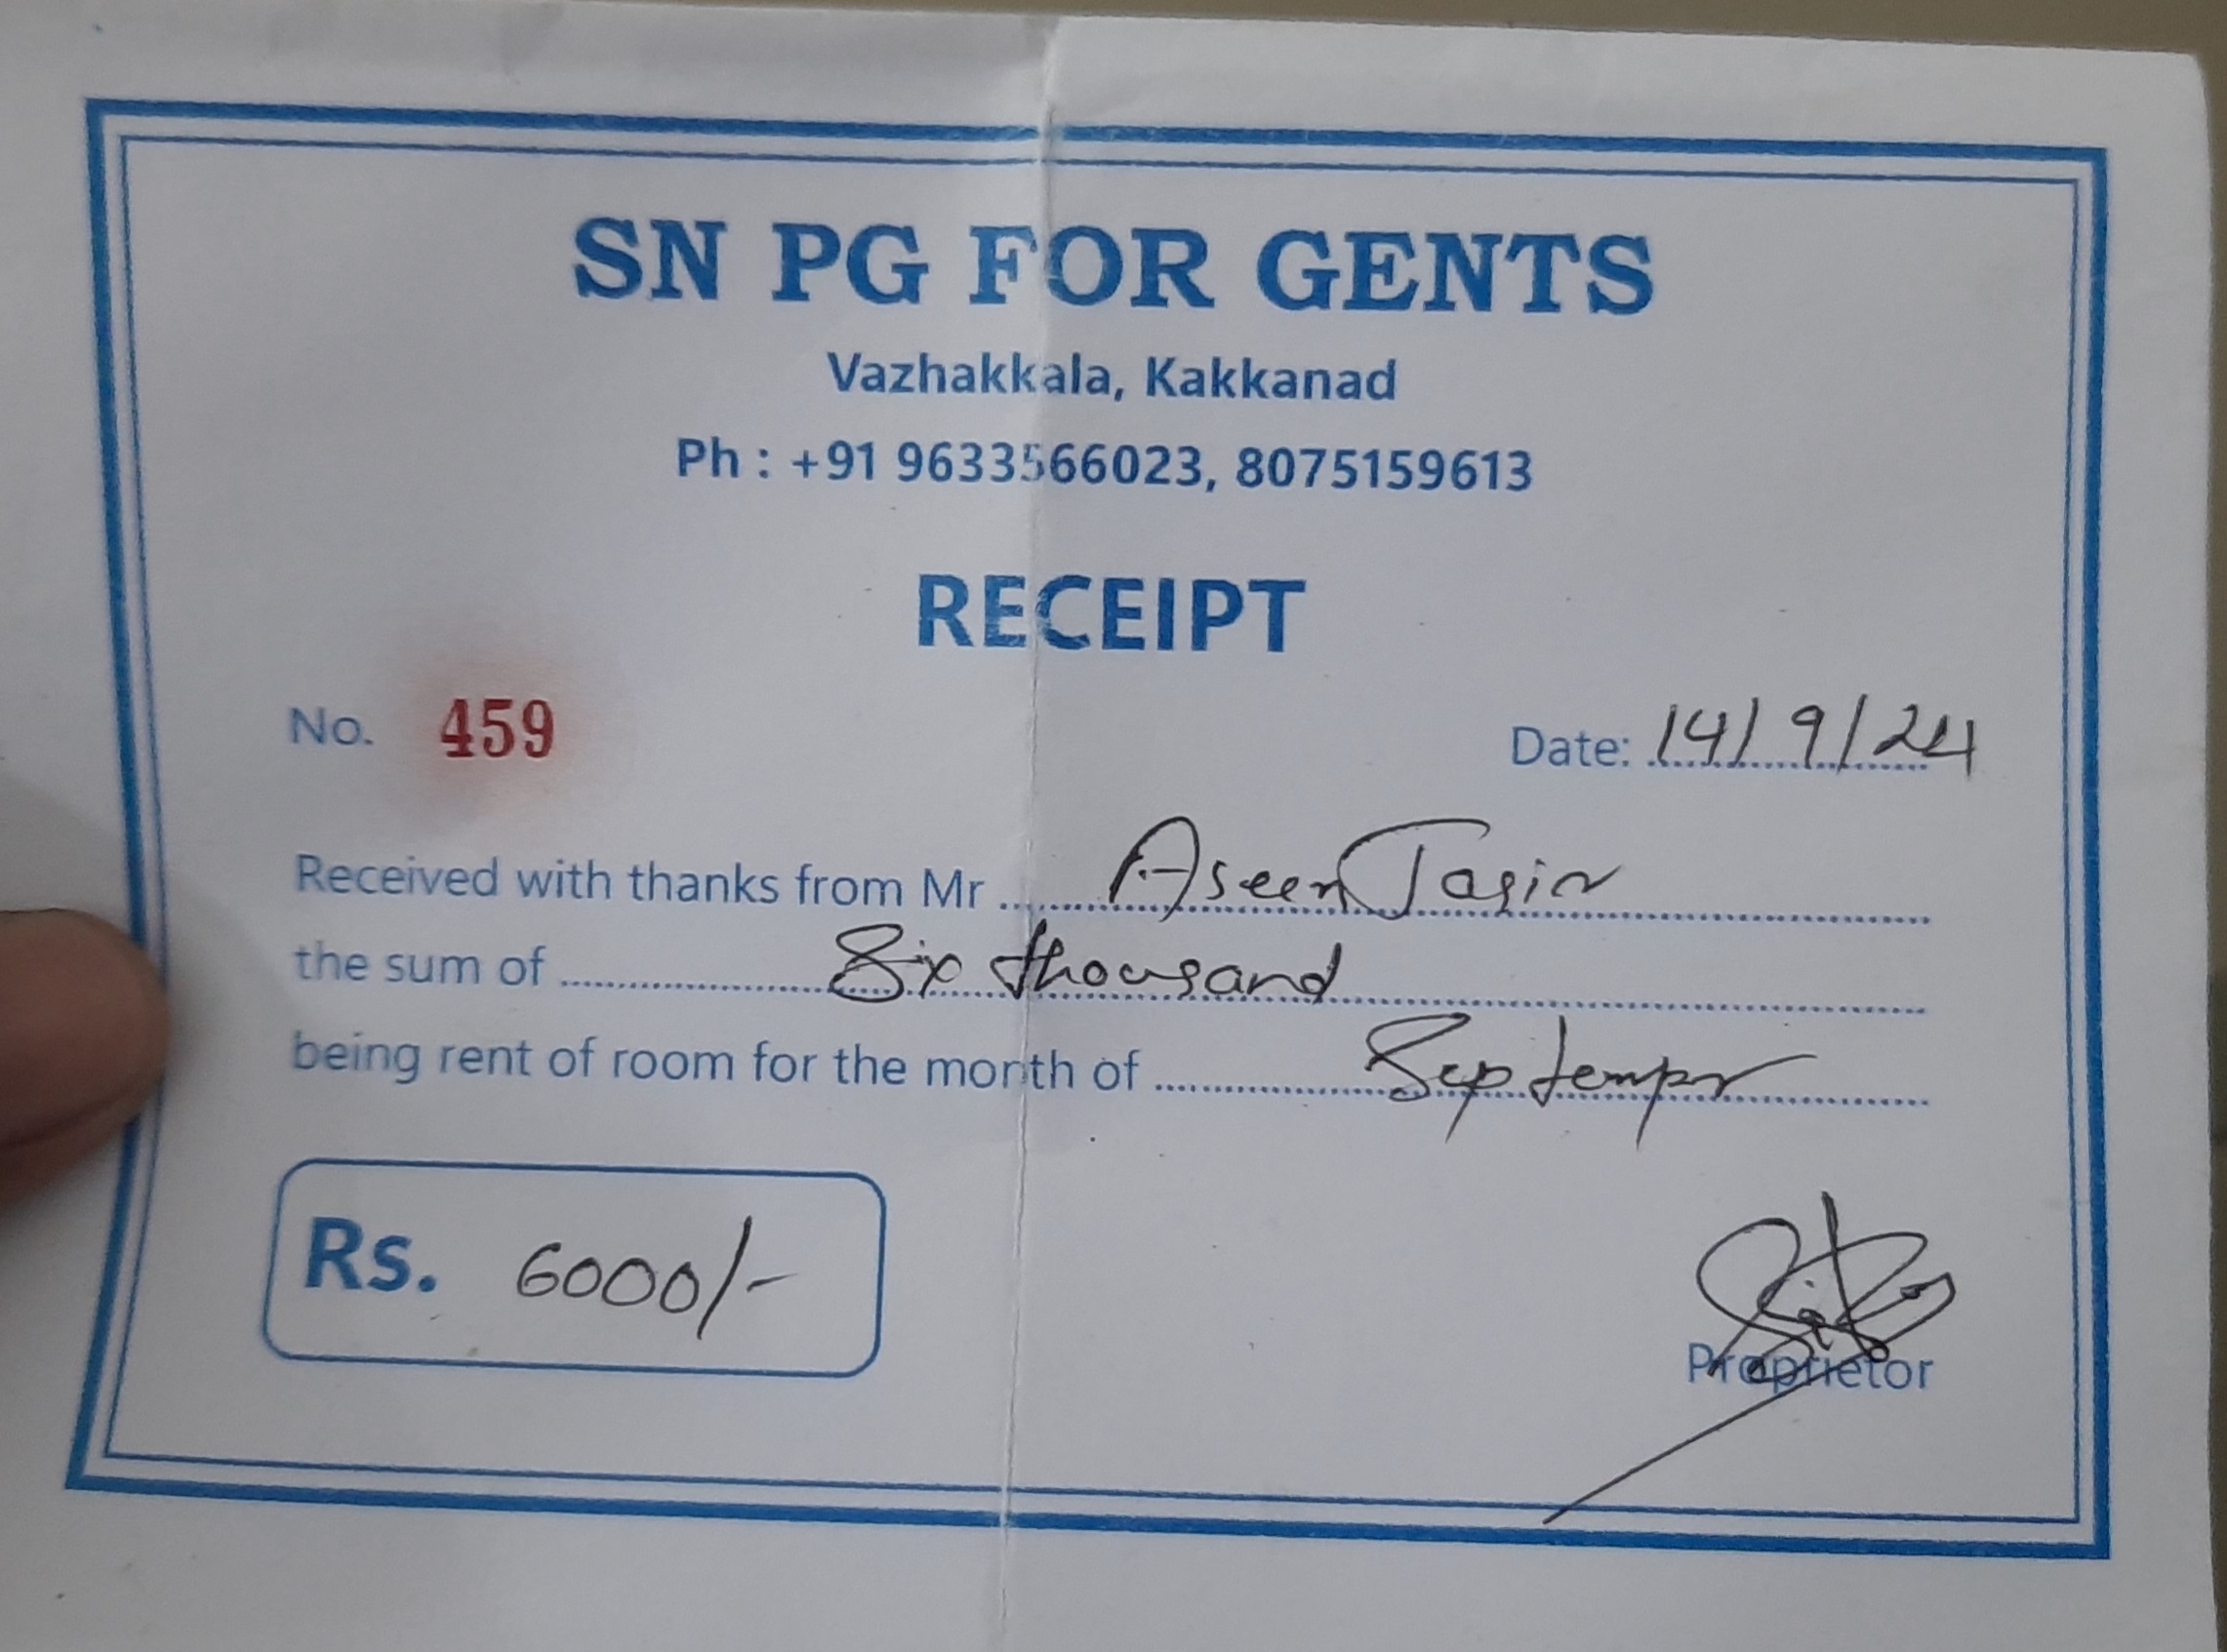 SN PG FOR GENTS
Vazhakkala, Kakkanad
Ph : +91 9633566023, 8075159613
RECEIPT
No. 459 Date: 14/9/24
Received with thanks from Mr Aseen Jasir
the sum of Six thousand
being rent of room for the month of Septempr
Rs. 6000/-
Proprietor